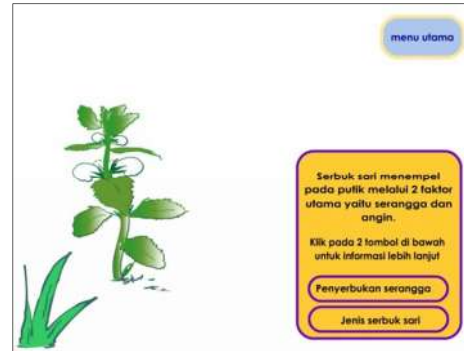 menu utama
Serbuk sari menempel
pada putik melalui 2 faktor
utama yaitu serangga dan
angin.
Klik pada 2 tombol di bawah
untuk informasi lebih lanjut
Penyerbukan serangga
Jenis serbuk sari